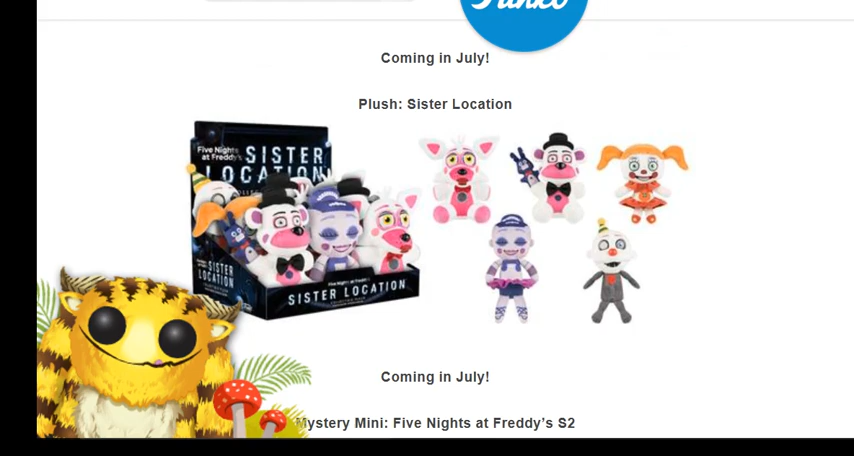 Funko
Coming in July!
Plush: Sister Location
Five Nights
at Freddy's
SISTER
LOCATION
SISTER
LOCATION
Five Nights at Freddy's
SISTER LOCATION
Coming in July!
Mystery Mini: Five Nights at Freddy's S2